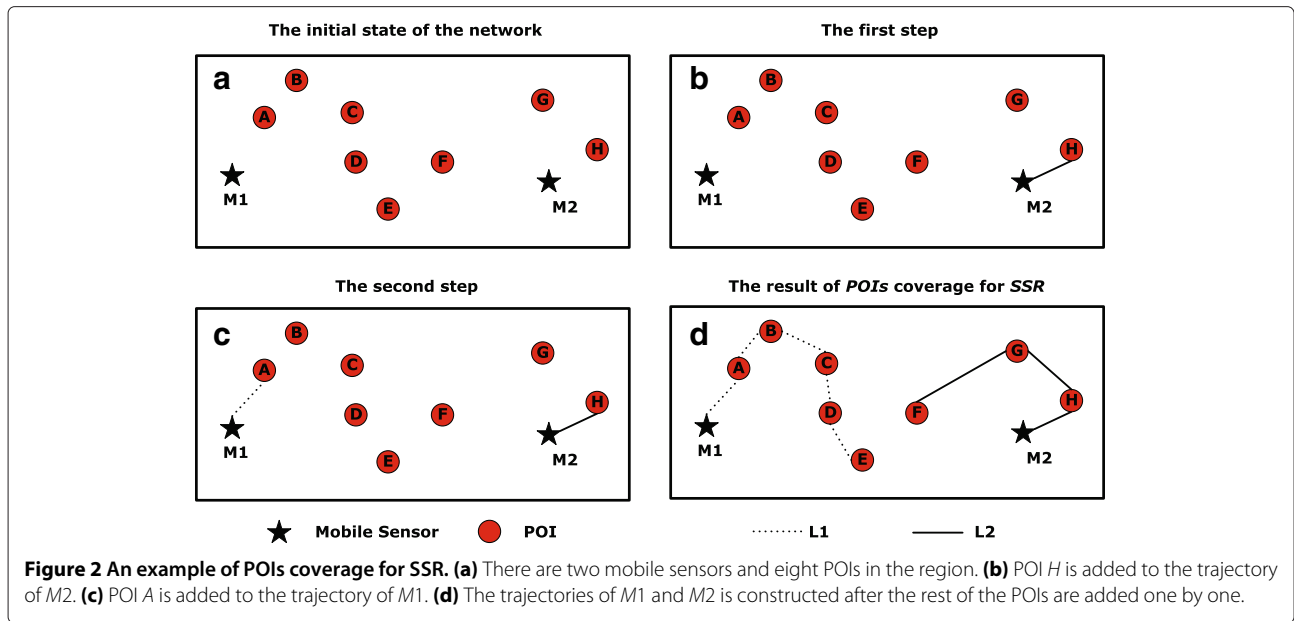 The initial state of the network
The first step
a
B
A
C
G
D
F
H
E
M1
M2
b
B
A
C
G
D
F
H
E
M1
M2
The second step
The result of POIs coverage for SSR
c
B
A
C
G
D
F
H
E
M1
M2
d
B
A
C
G
D
F
H
E
M1
M2
Mobile Sensor
POI
L1
L2
Figure 2 An example of POIs coverage for SSR. (a) There are two mobile sensors and eight POIs in the region. (b) POI H is added to the trajectory
of M2. (c) POI A is added to the trajectory of M1. (d) The trajectories of M1 and M2 is constructed after the rest of the POIs are added one by one.